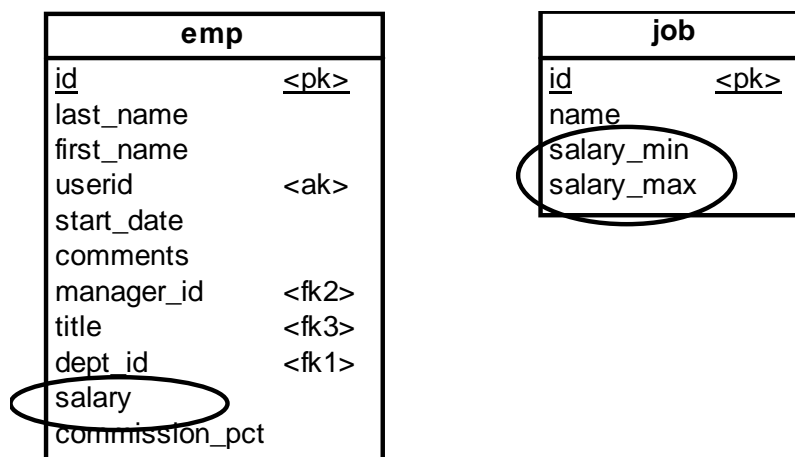 emp
id <pk>
last_name
first_name
userid <ak>
start_date
comments
manager_id <fk2>
title <fk3>
dept_id <fk1>
salary
commission_pct
job
id <pk>
name
salary_min
salary_max